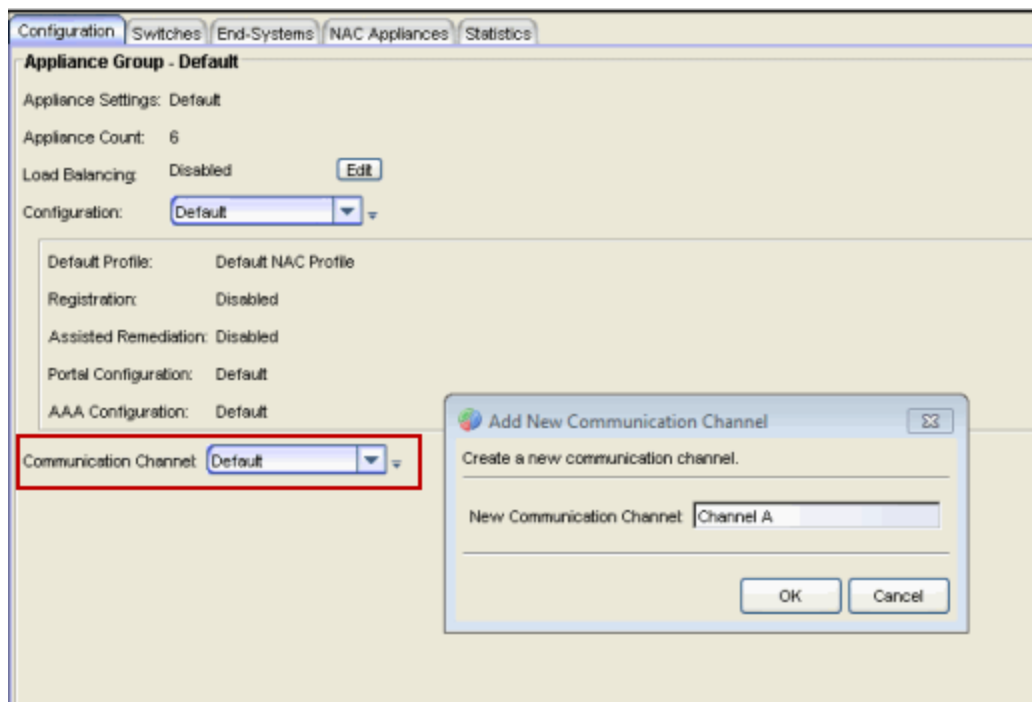 Configuration Switches End-Systems NAC Appliances Statistics
Appliance Group - Default
Appliance Settings: Default
Appliance Count: 6
Load Balancing: Disabled Edit
Configuration: Default
Default Profile: Default NAC Profile
Registration: Disabled
Assisted Remediation: Disabled
Portal Configuration: Default
AAA Configuration: Default
Communication Channel: Default
Add New Communication Channel
Create a new communication channel.
New Communication Channel: Channel A
OK Cancel